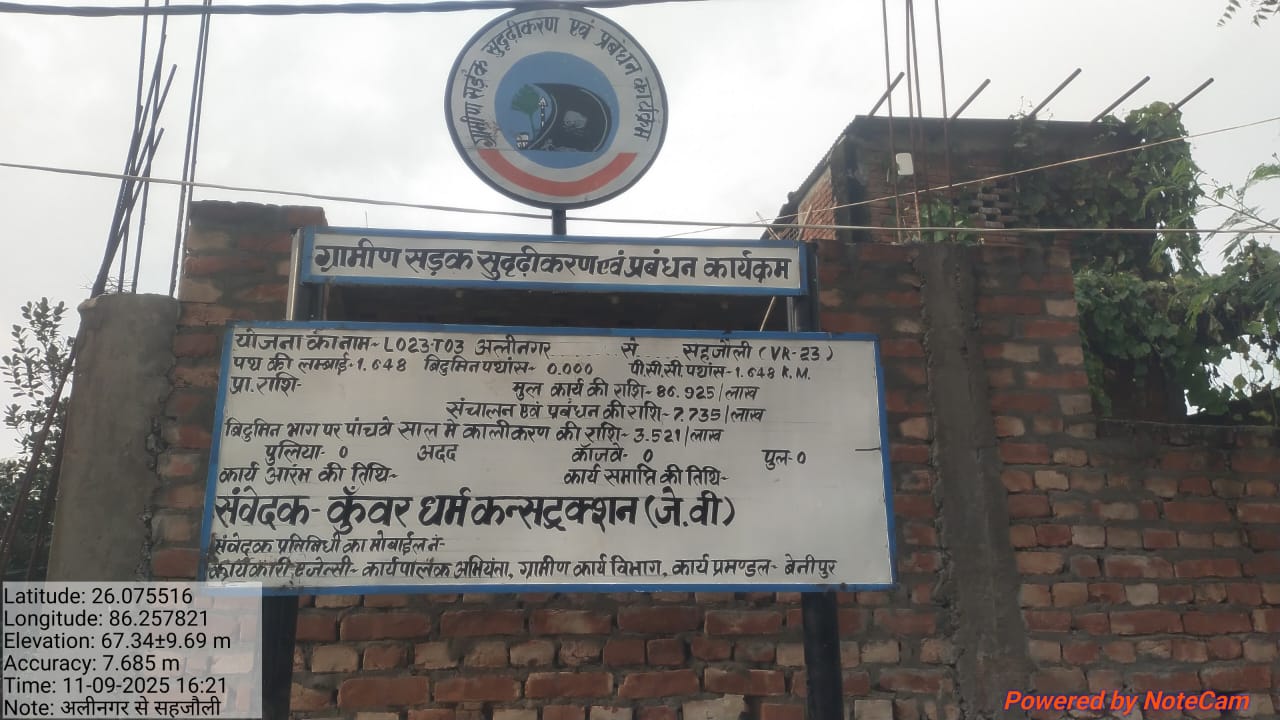 ग्रामीण सड़क सुदृढ़ीकरण एवं प्रबंधन कार्यक्रम
ग्रामीण सड़क सुदृढ़ीकरण एवं प्रबंधन कार्यक्रम
योजना का नाम- L023-T03 अलीनगर से सहजौली (VR-23)
पथ की लम्बाई- 1.648 बिटुमिन पथांस- 0.000 पी.सी.सी. पथांस- 1.648 K.M.
प्रा. राशि- मुल कार्य की राशि- 86.925/लाख
संचालन एवं प्रबंधन की राशि- 7.735/लाख
बिटुमिन भाग पर पांचवे साल मे कालीकरण की राशि- 3.521/लाख
पुलिया- 0 अदद कॉजवे- 0 पुल- 0
कार्य आरंभ की तिथि- कार्य समाप्ति की तिथि-
संवेदक- कुँवर धर्म कन्सट्रक्शन (जे.वी)
संवेदक प्रतिबिधी का मोबाईल नं-
कार्यकारी एजेन्सी- कार्यपालक अभियंता, ग्रामीण कार्य विभाग, कार्य प्रमण्डल- बेनीपुर
Latitude: 26.075516
Longitude: 86.257821
Elevation: 67.34±9.69 m
Accuracy: 7.685 m
Time: 11-09-2025 16:21
Note: अलीनगर से सहजौली
Powered by NoteCam